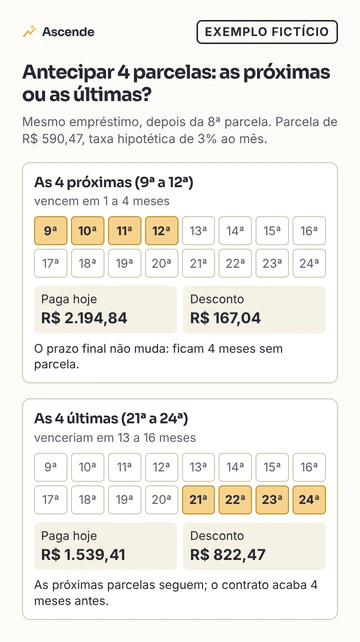 Ascende
EXEMPLO FICTÍCIO
Antecipar 4 parcelas: as próximas
ou as últimas?
Mesmo empréstimo, depois da 8ª parcela. Parcela de
R$ 590,47, taxa hipotética de 3% ao mês.
As 4 próximas (9ª a 12ª)
vencem em 1 a 4 meses
9ª 10ª 11ª 12ª 13ª 14ª 15ª 16ª
17ª 18ª 19ª 20ª 21ª 22ª 23ª 24ª
Paga hoje Desconto
R$ 2.194,84 R$ 167,04
O prazo final não muda: ficam 4 meses sem
parcela.
As 4 últimas (21ª a 24ª)
venceriam em 13 a 16 meses
9ª 10ª 11ª 12ª 13ª 14ª 15ª 16ª
17ª 18ª 19ª 20ª 21ª 22ª 23ª 24ª
Paga hoje Desconto
R$ 1.539,41 R$ 822,47
As próximas parcelas seguem; o contrato acaba 4
meses antes.